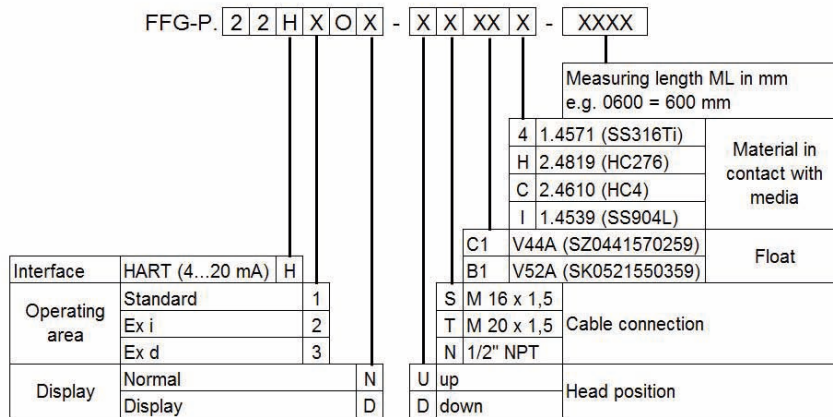 FFG-P. 2 2 H X O X - X X XX X - XXXX
Measuring length ML in mm
e.g. 0600 = 600 mm
4 1.4571 (SS316Ti)
H 2.4819 (HC276)
C 2.4610 (HC4)
I 1.4539 (SS904L)
Material in
contact with
media
C1 V44A (SZ0441570259)
B1 V52A (SK0521550359)
Float
Interface HART (4...20 mA) H
Operating
area
Standard 1
Ex i 2
Ex d 3
S M 16 x 1,5
T M 20 x 1,5
N 1/2" NPT
Cable connection
Display
Normal N
Display D
U up
D down
Head position